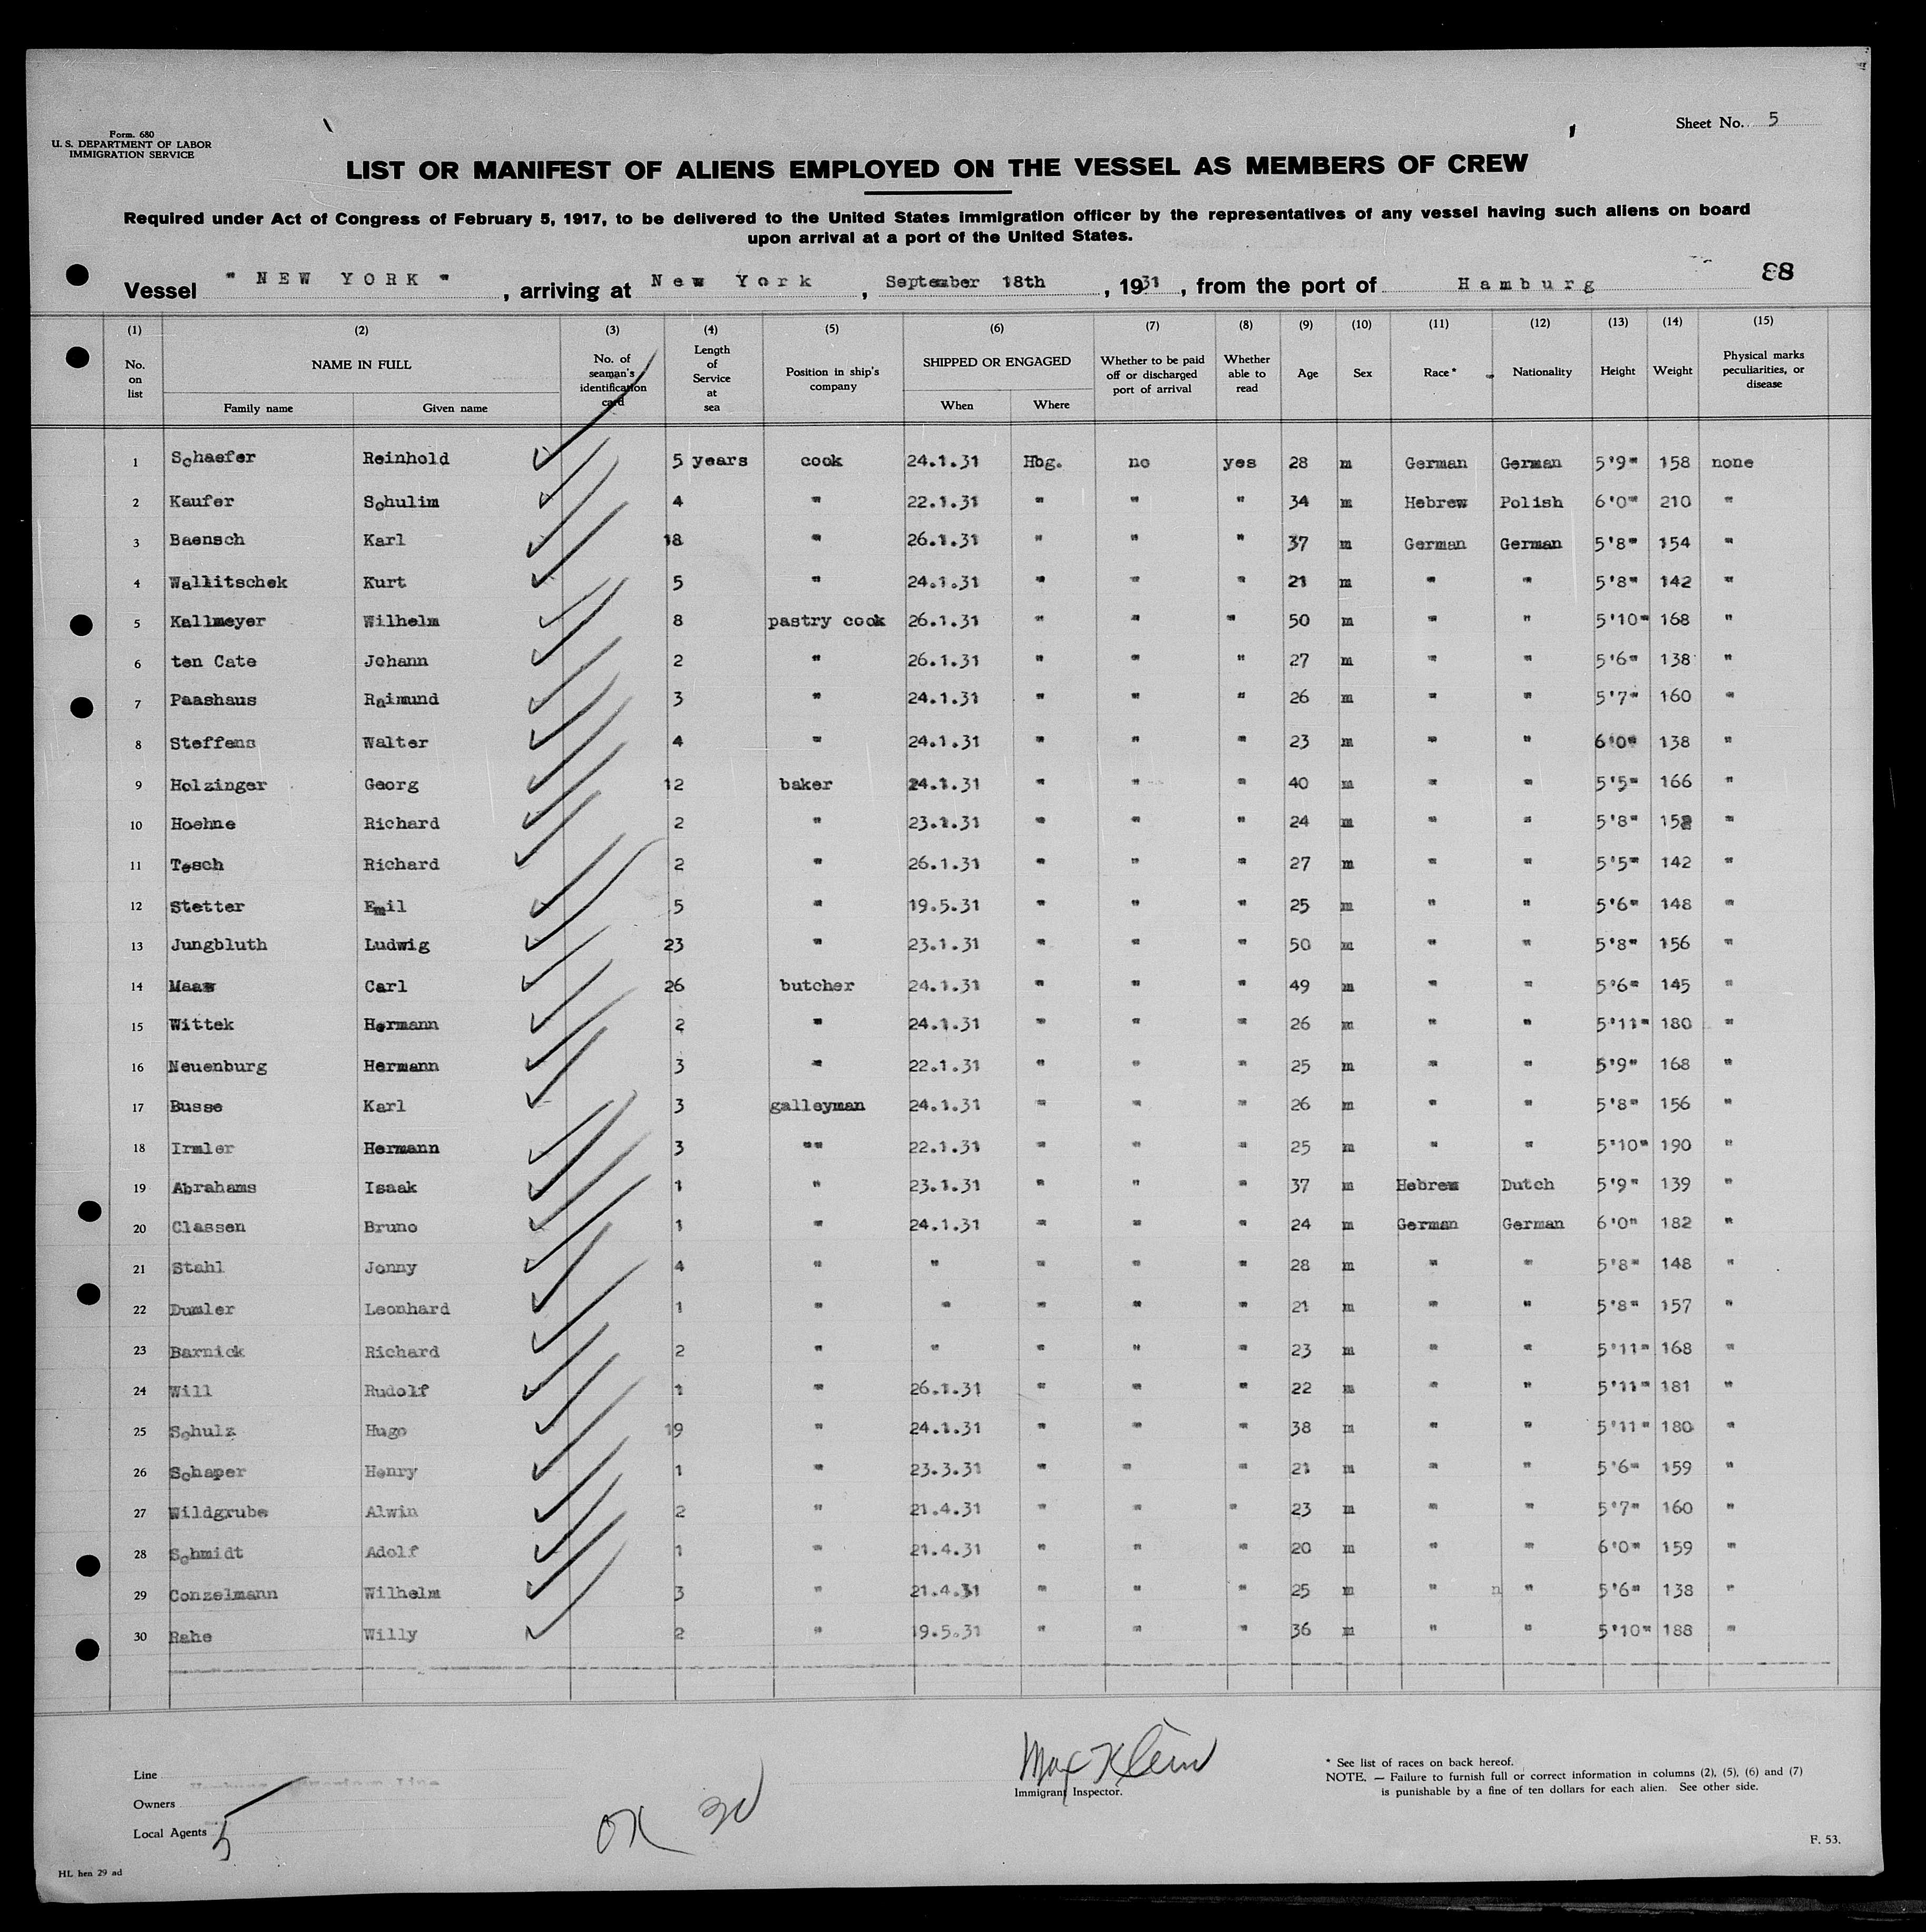 Form. 680
U. S. DEPARTMENT OF LABOR
IMMIGRATION SERVICE
Sheet No. 5
LIST OR MANIFEST OF ALIENS EMPLOYED ON THE VESSEL AS MEMBERS OF CREW
Required under Act of Congress of February 5, 1917, to be delivered to the United States immigration officer by the representatives of any vessel having such aliens on board
upon arrival at a port of the United States.
88
Vessel " NEW YORK ", arriving at New York, September 18th, 1931, from the port of Hamburg
(1) (2) (3) (4) (5) (6) (7) (8) (9) (10) (11) (12) (13) (14) (15)
No. on list NAME IN FULL No. of seaman's identification card Length of Service at sea Position in ship's company SHIPPED OR ENGAGED Whether to be paid off or discharged port of arrival Whether able to read Age Sex Race* Nationality Height Weight Physical marks peculiarities, or disease
Family name Given name When Where
1 Schaefer Reinhold 5 years cook 24.1.31 Hbg. no yes 28 m German German 5'9" 158 none
2 Kaufer Schulim 4 " 22.1.31 " " " 34 m Hebrew Polish 6'0" 210 "
3 Baensch Karl 18 " 26.1.31 " " " 37 m German German 5'8" 154 "
4 Wallitschek Kurt 5 " 24.1.31 " " " 21 m " " 5'8" 142 "
5 Kallmeyer Wilhelm 8 pastry cook 26.1.31 " " " 50 m " " 5'10" 168 "
6 ten Cate Johann 2 " 26.1.31 " " " 27 m " " 5'6" 138 "
7 Paashaus Raimund 3 " 24.1.31 " " " 26 m " " 5'7" 160 "
8 Steffens Walter 4 " 24.1.31 " " " 23 m " " 6'0" 138 "
9 Holzinger Georg 12 baker 24.1.31 " " " 40 m " " 5'5" 166 "
10 Hoehne Richard 2 " 23.1.31 " " " 24 m " " 5'8" "
11 Tesch Richard 2 " 26.1.31 " " " 27 m " " 5'5" 142 "
12 Stetter Emil 5 " 19.5.31 " " " 25 m " " 5'6" 148 "
13 Jungbluth Ludwig 23 " 23.1.31 " " " 50 m " " 5'8" 156 "
14 Carl 26 butcher 24.1.31 " " " 49 m " " 5'6" 145 "
15 Wittek Hermann 2 " 24.1.31 " " " 26 m " " 5'11" 180 "
16 Neuenburg Hermann 3 " 22.1.31 " " " 25 m " " 5'9" 168 "
17 Busse Karl 3 galleyman 24.1.31 " " " 26 m " " 5'8" 156 "
18 Irmler Hermann 3 "" 22.1.31 " " " 25 m " " 5'10" 190 "
19 Abrahams Isaak 1 " 23.1.31 " " " 37 m Hebrew Dutch 5'9" 139 "
20 Classen Bruno 1 " 24.1.31 " " " 24 m German German 6'0" 182 "
21 Stahl Jonny 4 " " " " " 28 m " " 5'8" 148 "
22 Dumler Leonhard 1 " " " " " 21 m " " 5'8" 157 "
23 Barnick Richard 2 " " " " " 23 m " " 5'11" 168 "
24 Will Rudolf 1 " 26.1.31 " " " 22 m " " 5'11" 181 "
25 Schulz Hugo 19 " 24.1.31 " " " 38 m " " 5'11" 180 "
26 Schaper Henry 1 " 23.3.31 " " " 21 m " " 5'6" 159 "
27 Wildgrube Alwin 2 " 21.4.31 " " " 23 m " " 5'7" 160 "
28 Schmidt Adolf 1 " 21.4.31 " " " 20 m " " 6'0" 159 "
29 Conzelmann Wilhelm 3 " 21.4.31 " " " 25 m " n " 5'6" 138 "
30 Rahe Willy 2 " 19.5.31 " " " 36 m " " 5'10" 188 "
Line Hamburg American Line
Owners
Local Agents
5
OK 30
Max Klein
Immigrant Inspector.
* See list of races on back hereof.
NOTE. — Failure to furnish full or correct information in columns (2), (5), (6) and (7)
is punishable by a fine of ten dollars for each alien. See other side.
F. 53.
HL hen 29 ad